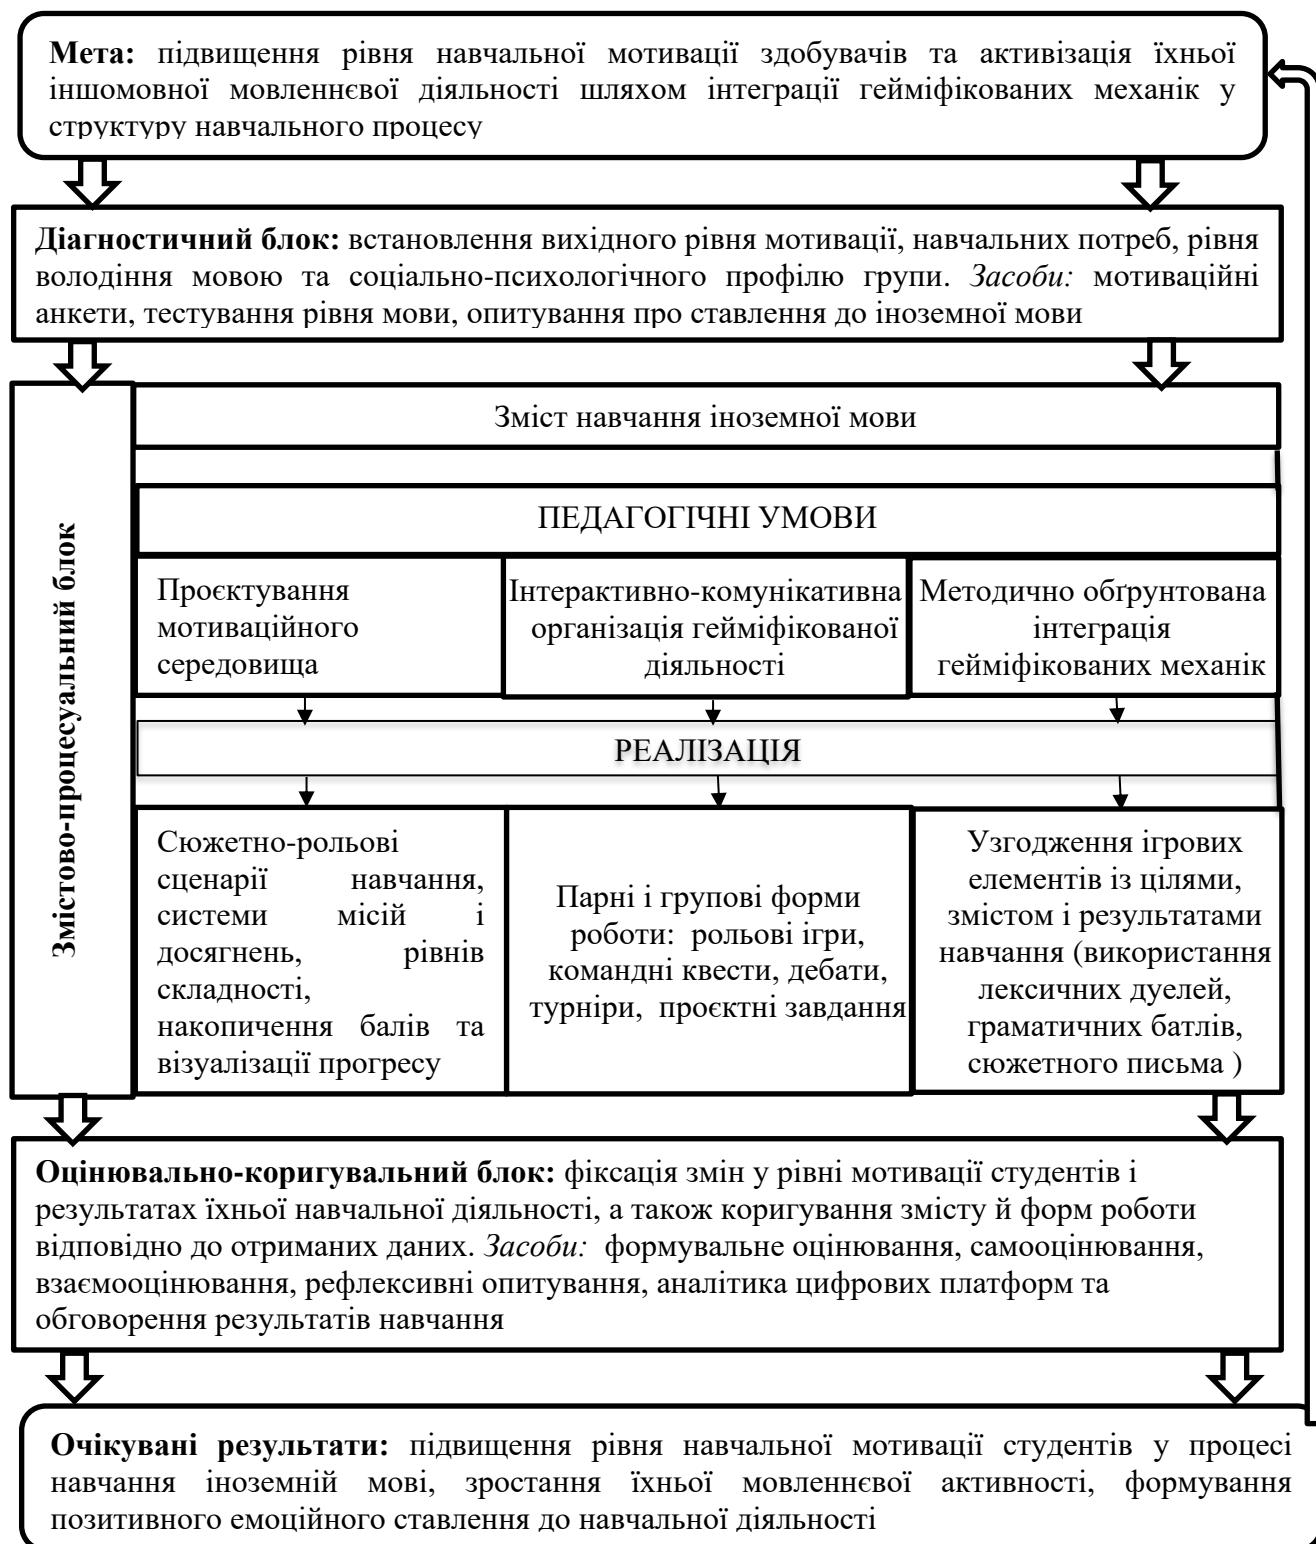 Мета: підвищення рівня навчальної мотивації здобувачів та активізація їхньої
іншомовної мовленнєвої діяльності шляхом інтеграції гейміфікованих механік у
структуру навчального процесу
Діагностичний блок: встановлення вихідного рівня мотивації, навчальних потреб, рівня
володіння мовою та соціально-психологічного профілю групи. Засоби: мотиваційні
анкети, тестування рівня мови, опитування про ставлення до іноземної мови
Змістово-процесуальний блок
Зміст навчання іноземної мови
ПЕДАГОГІЧНІ УМОВИ
Проєктування
мотиваційного
середовища
Інтерактивно-комунікативна
організація гейміфікованої
діяльності
Методично обґрунтована
інтеграція
гейміфікованих механік
РЕАЛІЗАЦІЯ
Сюжетно-рольові
сценарії навчання,
системи місій і
досягнень, рівнів
складності,
накопичення балів та
візуалізації прогресу
Парні і групові форми
роботи: рольові ігри,
командні квести, дебати,
турніри, проєктні завдання
Узгодження ігрових
елементів із цілями,
змістом і результатами
навчання (використання
лексичних дуелей,
граматичних батлів,
сюжетного письма )
Оцінювально-коригувальний блок: фіксація змін у рівні мотивації студентів і
результатах їхньої навчальної діяльності, а також коригування змісту й форм роботи
відповідно до отриманих даних. Засоби: формувальне оцінювання, самооцінювання,
взаємооцінювання, рефлексивні опитування, аналітика цифрових платформ та
обговорення результатів навчання
Очікувані результати: підвищення рівня навчальної мотивації студентів у процесі
навчання іноземній мові, зростання їхньої мовленнєвої активності, формування
позитивного емоційного ставлення до навчальної діяльності